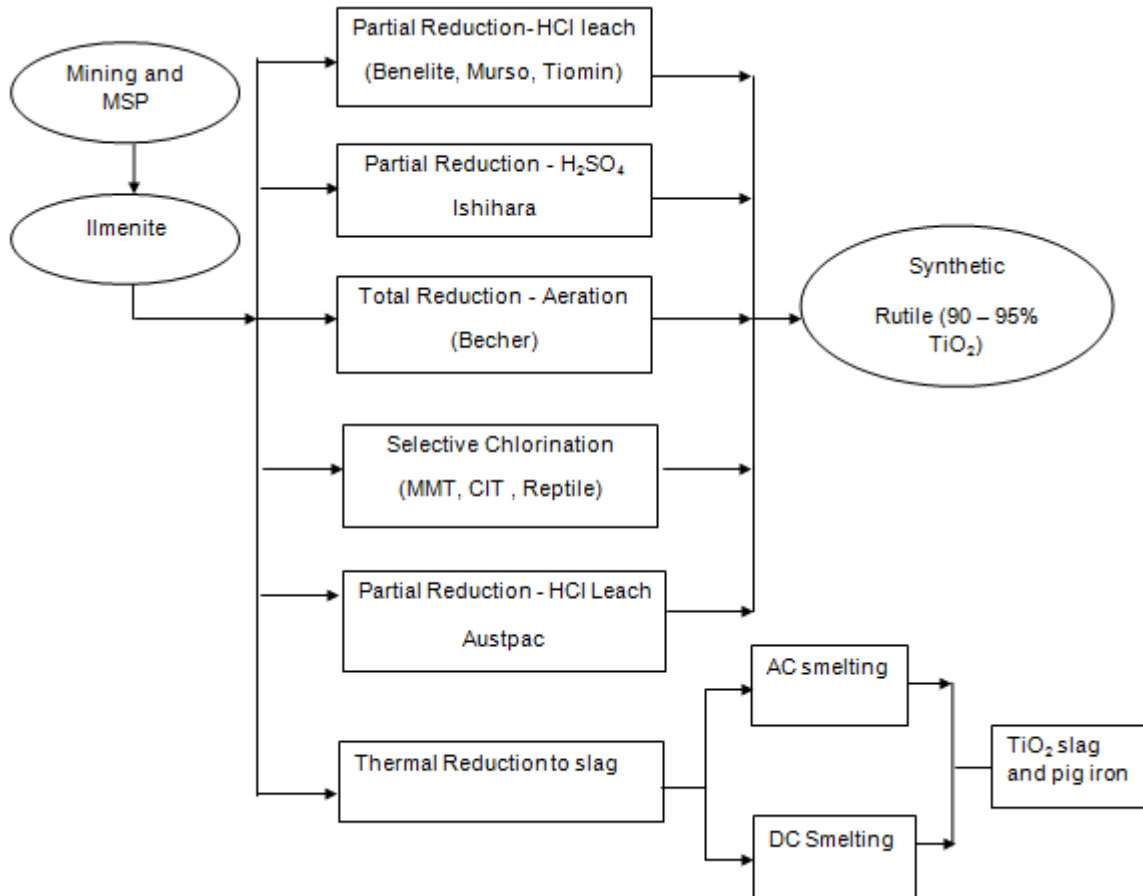 Mining and
MSP
Ilmenite
Partial Reduction-HCl leach
(Benelite, Murso, Tiomin)
Partial Reduction - H₂SO₄
Ishihara
Total Reduction - Aeration
(Becher)
Selective Chlorination
(MMT, CIT , Reptile)
Partial Reduction - HCl Leach
Austpac
Thermal Reduction to slag
Synthetic
Rutile (90 – 95%
TiO₂)
AC smelting
DC Smelting
TiO₂ slag
and pig iron